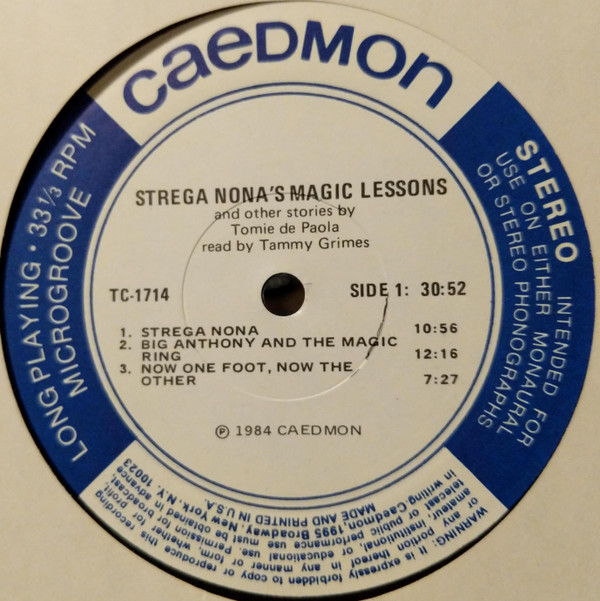 caedmon
LONG PLAYING • 33 1/3 RPM
MICROGROOVE
STEREO INTENDED FOR
USE ON EITHER MONAURAL
OR STEREO PHONOGRAPHS
STREGA NONA'S MAGIC LESSONS
and other stories by
Tomie de Paola
read by Tammy Grimes
TC-1714 SIDE 1: 30:52
1. STREGA NONA 10:56
2. BIG ANTHONY AND THE MAGIC
RING 12:16
3. NOW ONE FOOT, NOW THE
OTHER 7:27
℗ 1984 CAEDMON
WARNING: It is expressly forbidden to copy or reproduce this recording
or any portion thereof in any manner or form, whether for profit,
amateur, institutional or educational use. Permission for broadcast,
telecast or public performance must be obtained in advance,
in writing Caedmon, 1995 Broadway, New York, N.Y. 10023
MADE AND PRINTED IN U.S.A.